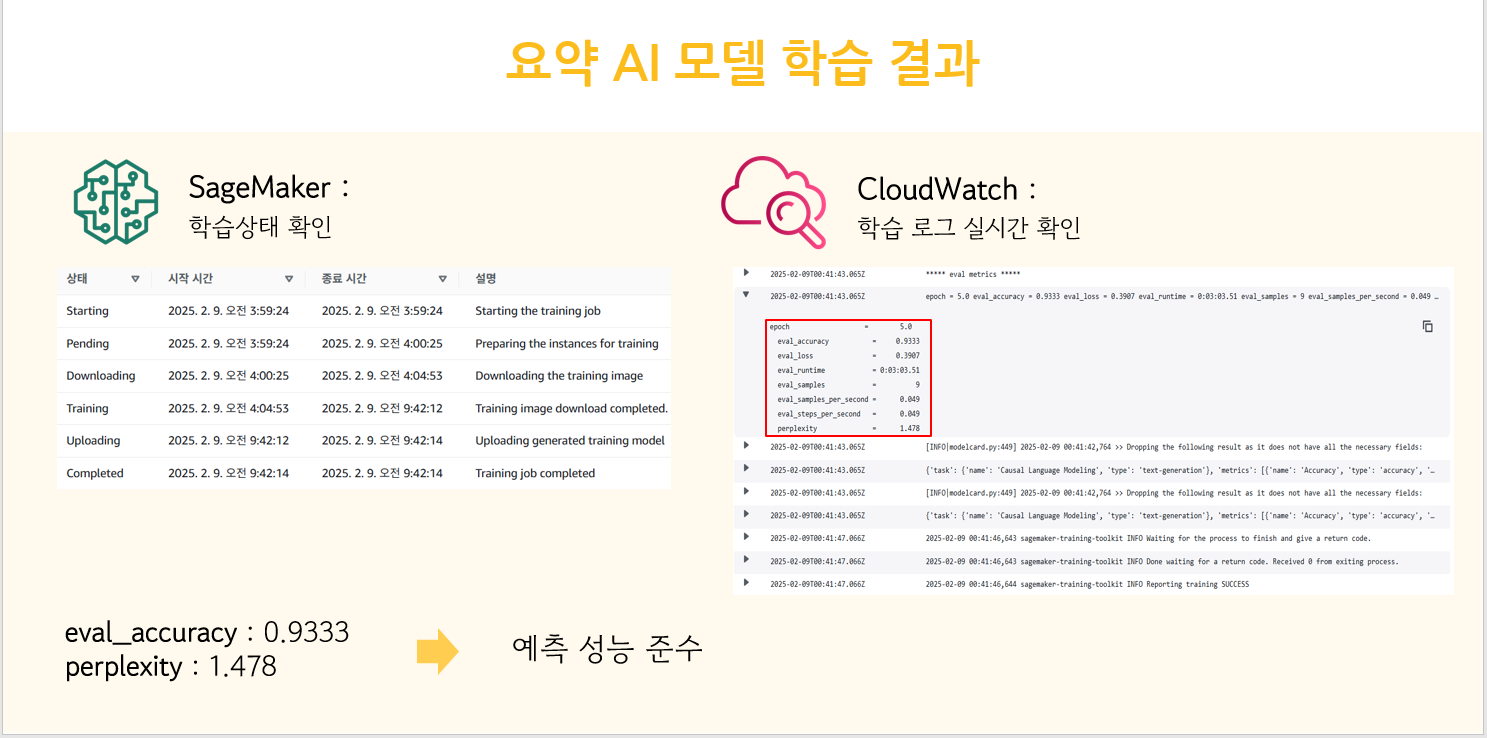 요약 AI 모델 학습 결과
SageMaker :
학습상태 확인
상태 시작 시간 종료 시간 설명
Starting 2025. 2. 9. 오전 3:59:24 2025. 2. 9. 오전 3:59:24 Starting the training job
Pending 2025. 2. 9. 오전 3:59:24 2025. 2. 9. 오전 4:00:25 Preparing the instances for training
Downloading 2025. 2. 9. 오전 4:00:25 2025. 2. 9. 오전 4:04:53 Downloading the training image
Training 2025. 2. 9. 오전 4:04:53 2025. 2. 9. 오전 9:42:12 Training image download completed.
Uploading 2025. 2. 9. 오전 9:42:12 2025. 2. 9. 오전 9:42:14 Uploading generated training model
Completed 2025. 2. 9. 오전 9:42:14 2025. 2. 9. 오전 9:42:14 Training job completed
CloudWatch :
학습 로그 실시간 확인
2025-02-09T00:41:43.065Z ***** eval metrics *****
2025-02-09T00:41:43.065Z epoch = 5.0 eval_accuracy = 0.9333 eval_loss = 0.3907 eval_runtime = 0:03:03.51 eval_samples = 9 eval_samples_per_second = 0.049 …
epoch = 5.0
eval_accuracy = 0.9333
eval_loss = 0.3907
eval_runtime = 0:03:03.51
eval_samples = 9
eval_samples_per_second = 0.049
eval_steps_per_second = 0.049
perplexity = 1.478
2025-02-09T00:41:43.065Z [INFO|modelcard.py:449] 2025-02-09 00:41:42,764 >> Dropping the following result as it does not have all the necessary fields:
2025-02-09T00:41:43.065Z {'task': {'name': 'Causal Language Modeling', 'type': 'text-generation'}, 'metrics': [{'name': 'Accuracy', 'type': 'accuracy', '…
2025-02-09T00:41:43.065Z [INFO|modelcard.py:449] 2025-02-09 00:41:42,764 >> Dropping the following result as it does not have all the necessary fields:
2025-02-09T00:41:43.065Z {'task': {'name': 'Causal Language Modeling', 'type': 'text-generation'}, 'metrics': [{'name': 'Accuracy', 'type': 'accuracy', '…
2025-02-09T00:41:47.066Z 2025-02-09 00:41:46,643 sagemaker-training-toolkit INFO Waiting for the process to finish and give a return code.
2025-02-09T00:41:47.066Z 2025-02-09 00:41:46,643 sagemaker-training-toolkit INFO Done waiting for a return code. Received 0 from exiting process.
2025-02-09T00:41:47.066Z 2025-02-09 00:41:46,644 sagemaker-training-toolkit INFO Reporting training SUCCESS
eval_accuracy : 0.9333
perplexity : 1.478
예측 성능 준수